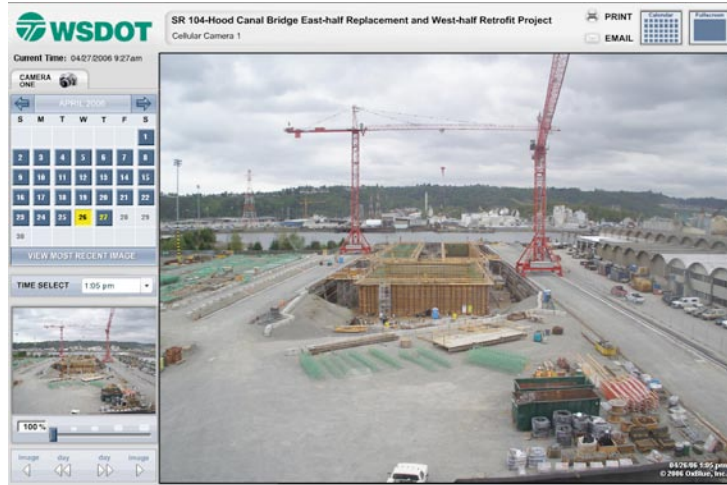 WSDOT
SR 104-Hood Canal Bridge East-half Replacement and West-half Retrofit Project
Cellular Camera 1
PRINT
EMAIL
Calendar
Fullscreen
Current Time: 04/27/2006 9:27am
CAMERA
ONE
APRIL 2006
S M T W T F S
1
2 3 4 5 6 7 8
9 10 11 12 13 14 15
16 17 18 19 20 21 22
23 24 25 26 27 28 29
30
VIEW MOST RECENT IMAGE
TIME SELECT 1:05 pm
100%
image day day image
04/26/06 1:05 pm
© 2006 OxBlue, Inc.